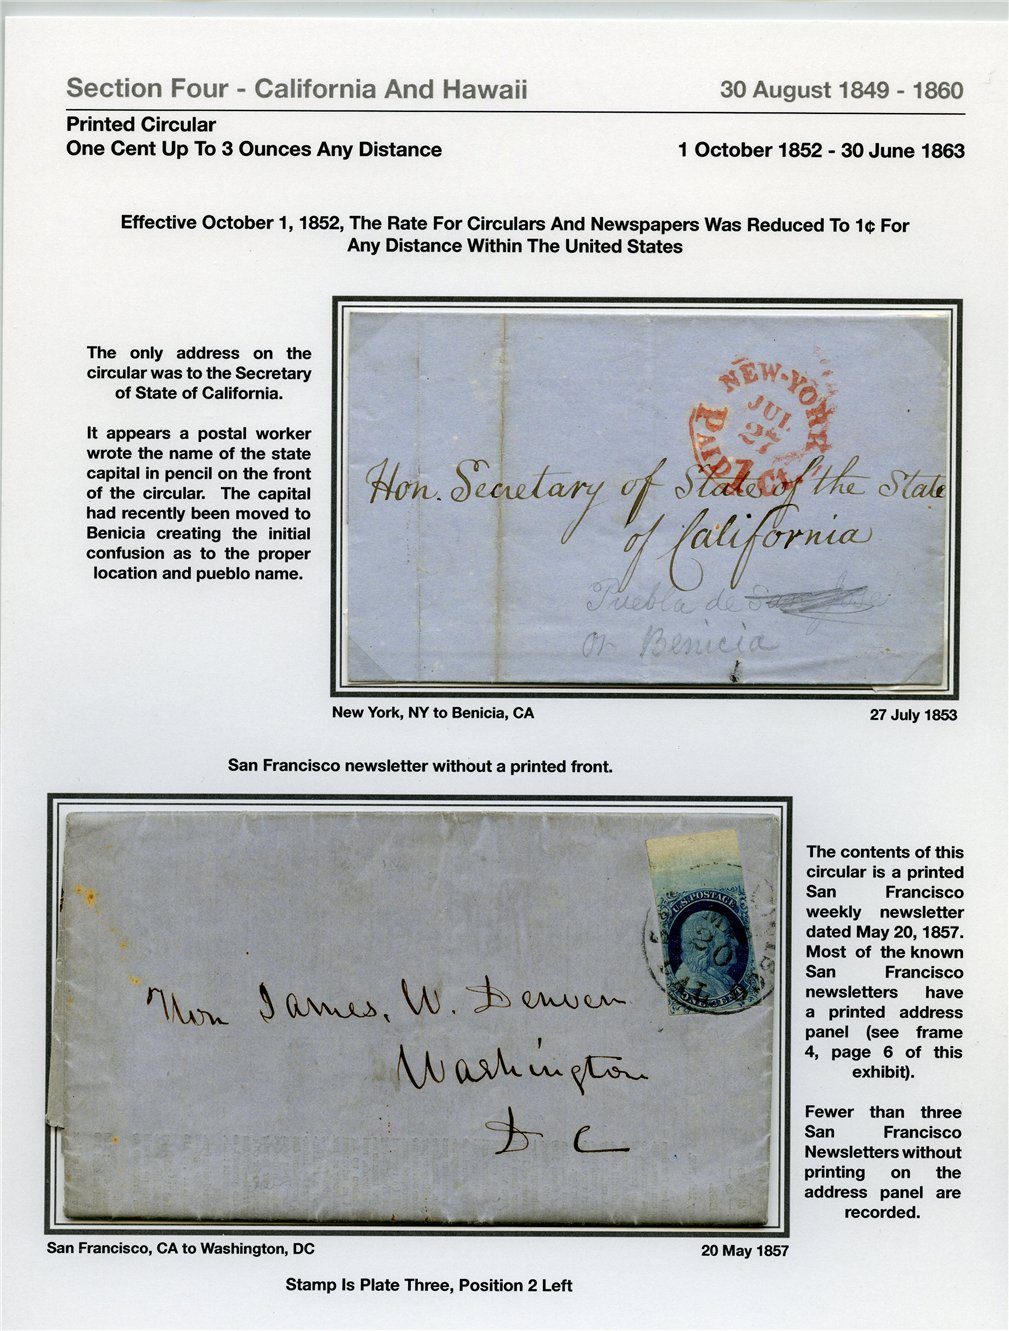 Section Four - California And Hawaii 30 August 1849 - 1860
Printed Circular
One Cent Up To 3 Ounces Any Distance 1 October 1852 - 30 June 1863
Effective October 1, 1852, The Rate For Circulars And Newspapers Was Reduced To 1¢ For
Any Distance Within The United States
The only address on the
circular was to the Secretary
of State of California.
It appears a postal worker
wrote the name of the state
capital in pencil on the front
of the circular. The capital
had recently been moved to
Benicia creating the initial
confusion as to the proper
location and pueblo name.
NEW-YORK
JUL
27
PAID 1 Ct
Hon. Secretary of State of the State
of California
Puebla de San Jose
or Benicia
New York, NY to Benicia, CA 27 July 1853
San Francisco newsletter without a printed front.
U.S. POSTAGE
20
CAL
ONE CENT
Hon James, W. Denver
Washington
D C
The contents of this
circular is a printed
San Francisco
weekly newsletter
dated May 20, 1857.
Most of the known
San Francisco
newsletters have
a printed address
panel (see frame
4, page 6 of this
exhibit).
Fewer than three
San Francisco
Newsletters without
printing on the
address panel are
recorded.
San Francisco, CA to Washington, DC 20 May 1857
Stamp Is Plate Three, Position 2 Left